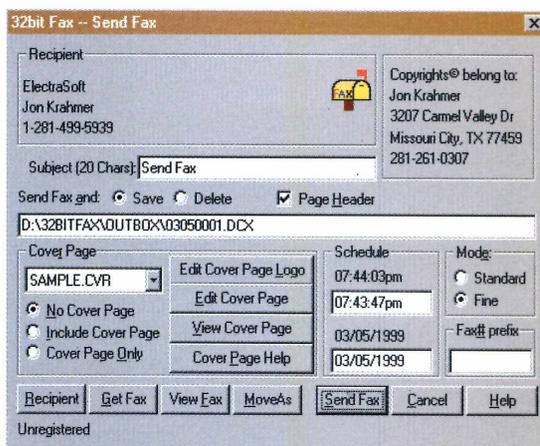 32bit Fax -- Send Fax
Recipient
ElectraSoft
Jon Krahmer
1-281-499-5939
FAX
Copyrights© belong to:
Jon Krahmer
3207 Carmel Valley Dr
Missouri City, TX 77459
281-261-0307
Subject (20 Chars): Send Fax
Send Fax and: Save Delete Page Header
D:\32BITFAX\OUTBOX\03050001.DCX
Cover Page
SAMPLE.CVR
No Cover Page
Include Cover Page
Cover Page Only
Edit Cover Page Logo
Edit Cover Page
View Cover Page
Cover Page Help
Schedule
07:44:03pm
07:43:47pm
03/05/1999
03/05/1999
Mode:
Standard
Fine
Fax# prefix
Recipient Get Fax View Fax MoveAs Send Fax Cancel Help
Unregistered